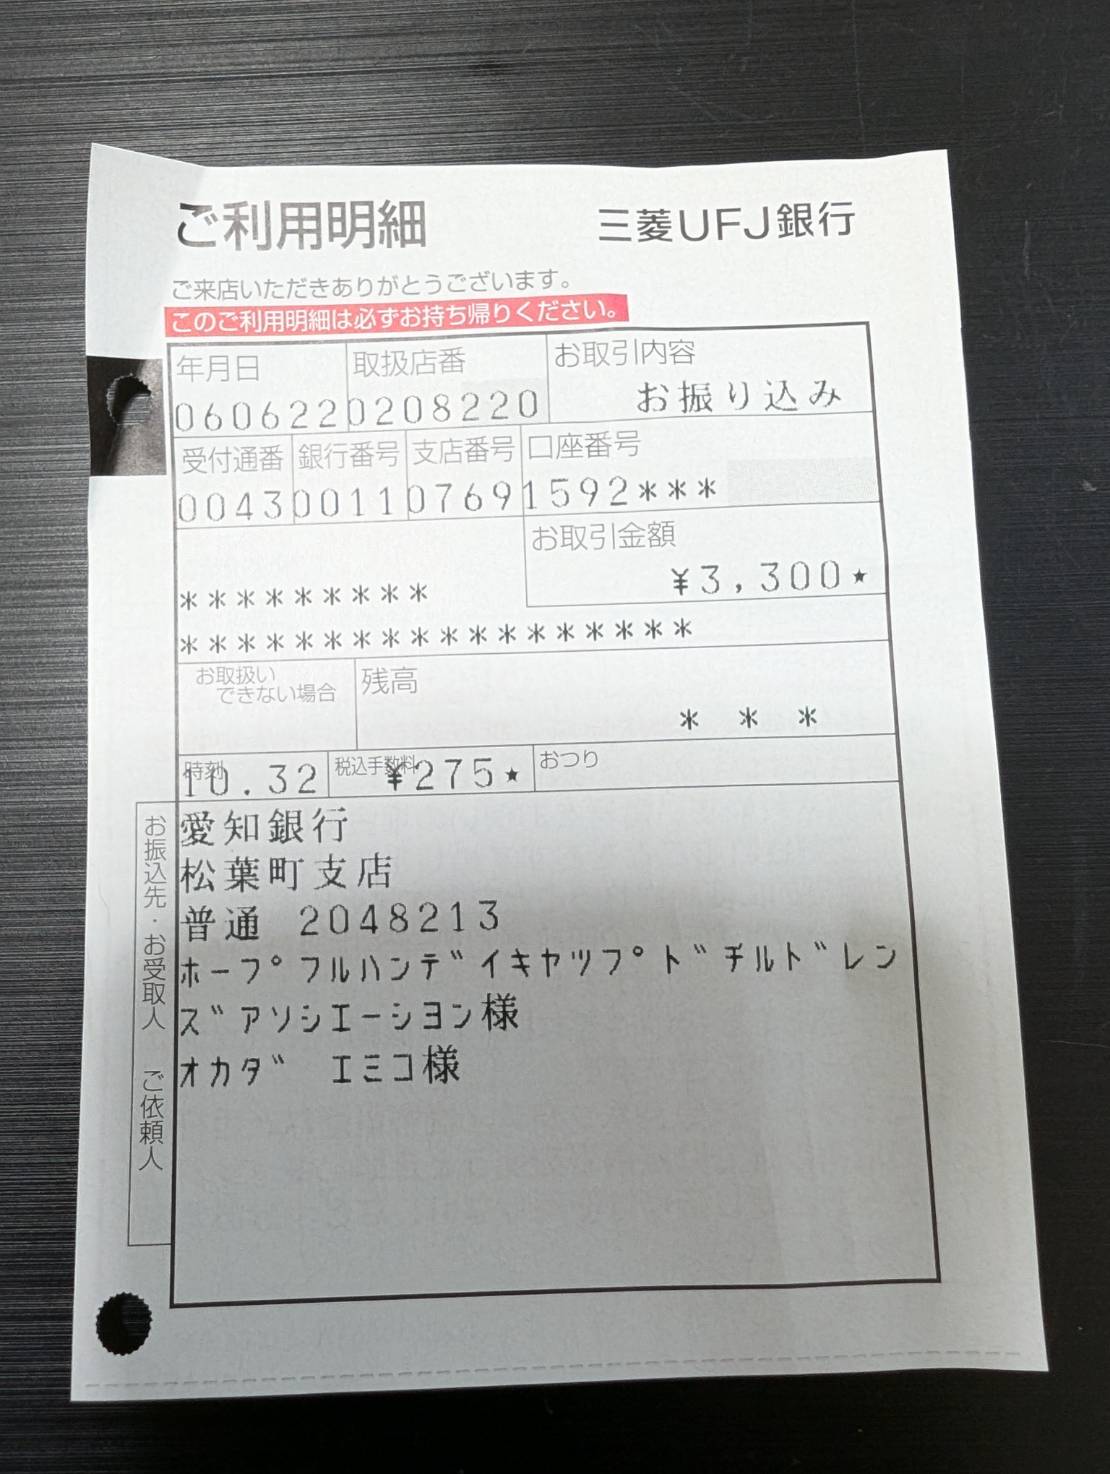 ご利用明細 三菱UFJ銀行
ご来店いただきありがとうございます。
このご利用明細は必ずお持ち帰りください。
年月日 取扱店番 お取引内容
060622 0208220 お振り込み
受付通番 銀行番号 支店番号 口座番号
0043 0011 0769 1592***
お取引金額
¥3,300★
*********
******************
お取扱い
できない場合
残高
* * *
時刻 税込手数料 おつり
10.32 ¥275★
お振込先・お受取人 ご依頼人
愛知銀行
松葉町支店
普通 2048213
ホープフルハンデイキヤツプドチルドレン
ズアソシエーシヨン様
オカダ エミコ様